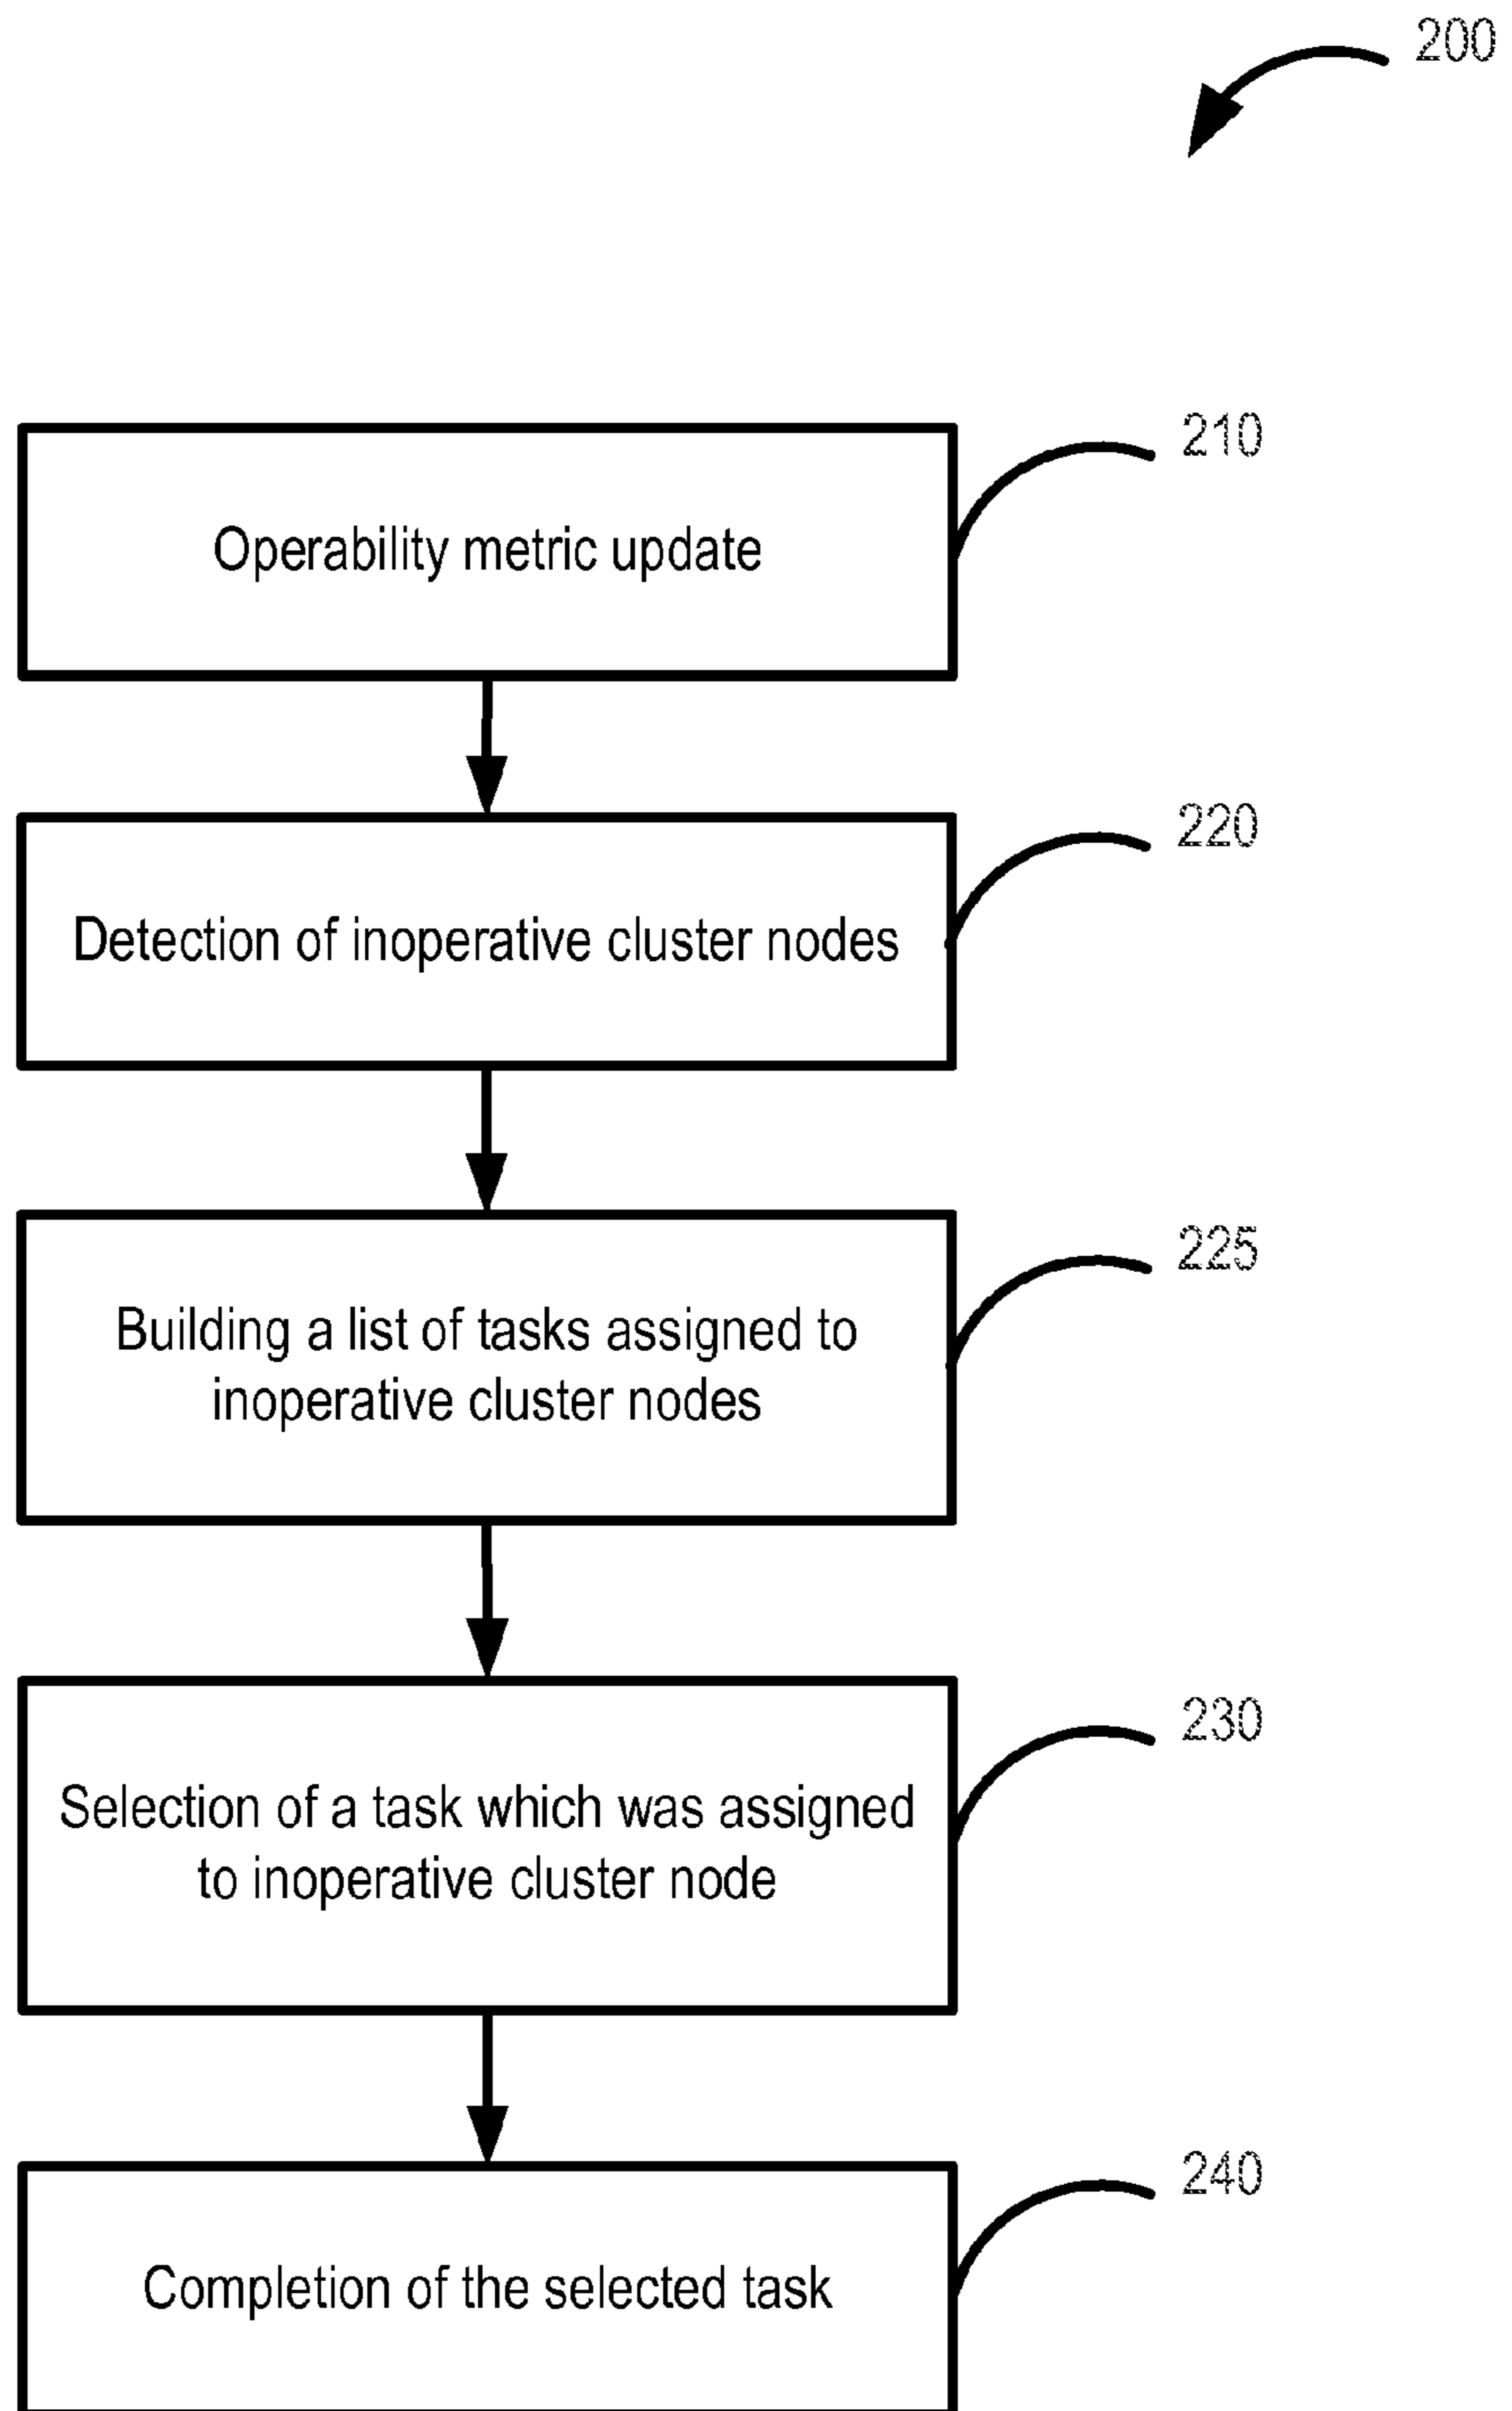 200
210
Operability metric update
220
Detection of inoperative cluster nodes
225
Building a list of tasks assigned to
inoperative cluster nodes
230
Selection of a task which was assigned
to inoperative cluster node
240
Completion of the selected task